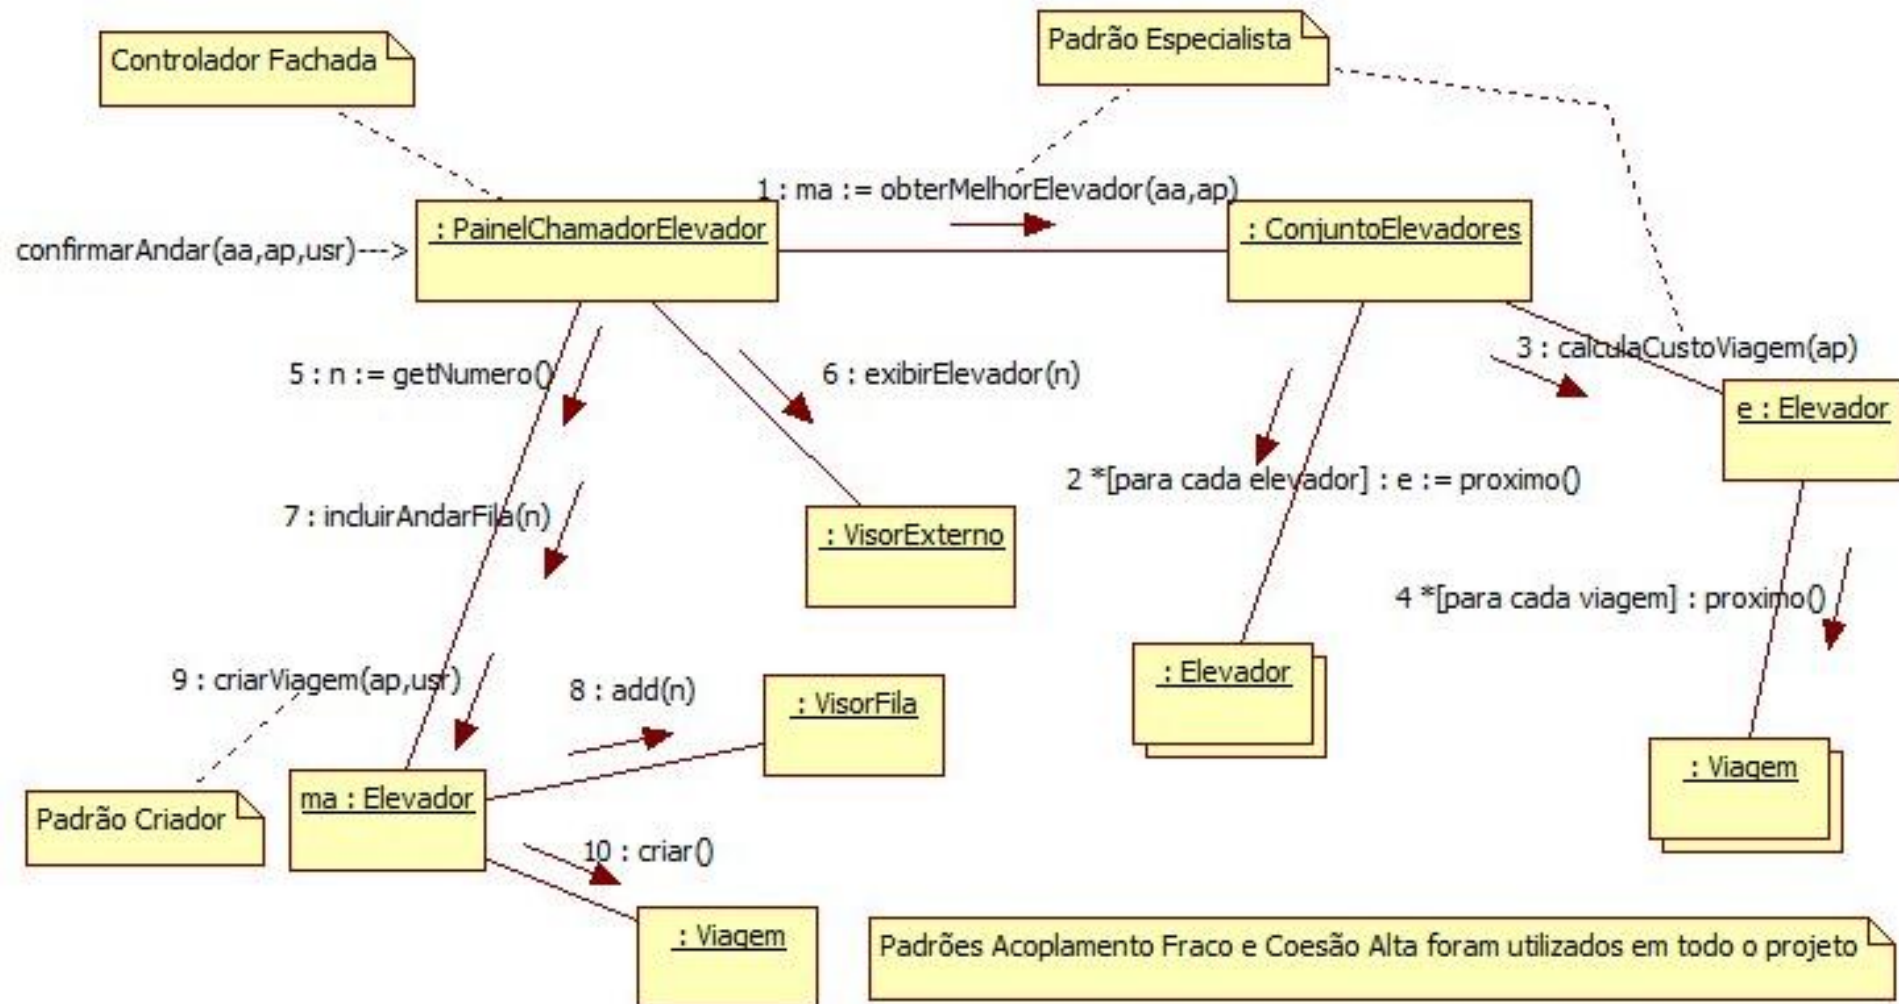 Controlador Fachada
Padrão Especialista
1 : ma := obterMelhorElevador(aa,ap)
confirmarAndar(aa,ap,usr)--->
: PainelChamadorElevador
: ConjuntoElevadores
5 : n := getNumero()
6 : exibirElevador(n)
3 : calculaCustoViagem(ap)
e : Elevador
2 *[para cada elevador] : e := proximo()
7 : incluirAndarFila(n)
: VisorExterno
4 *[para cada viagem] : proximo()
9 : criarViagem(ap,usr)
8 : add(n)
: VisorFila
: Elevador
: Viagem
Padrão Criador
ma : Elevador
10 : criar()
: Viagem
Padrões Acoplamento Fraco e Coesão Alta foram utilizados em todo o projeto